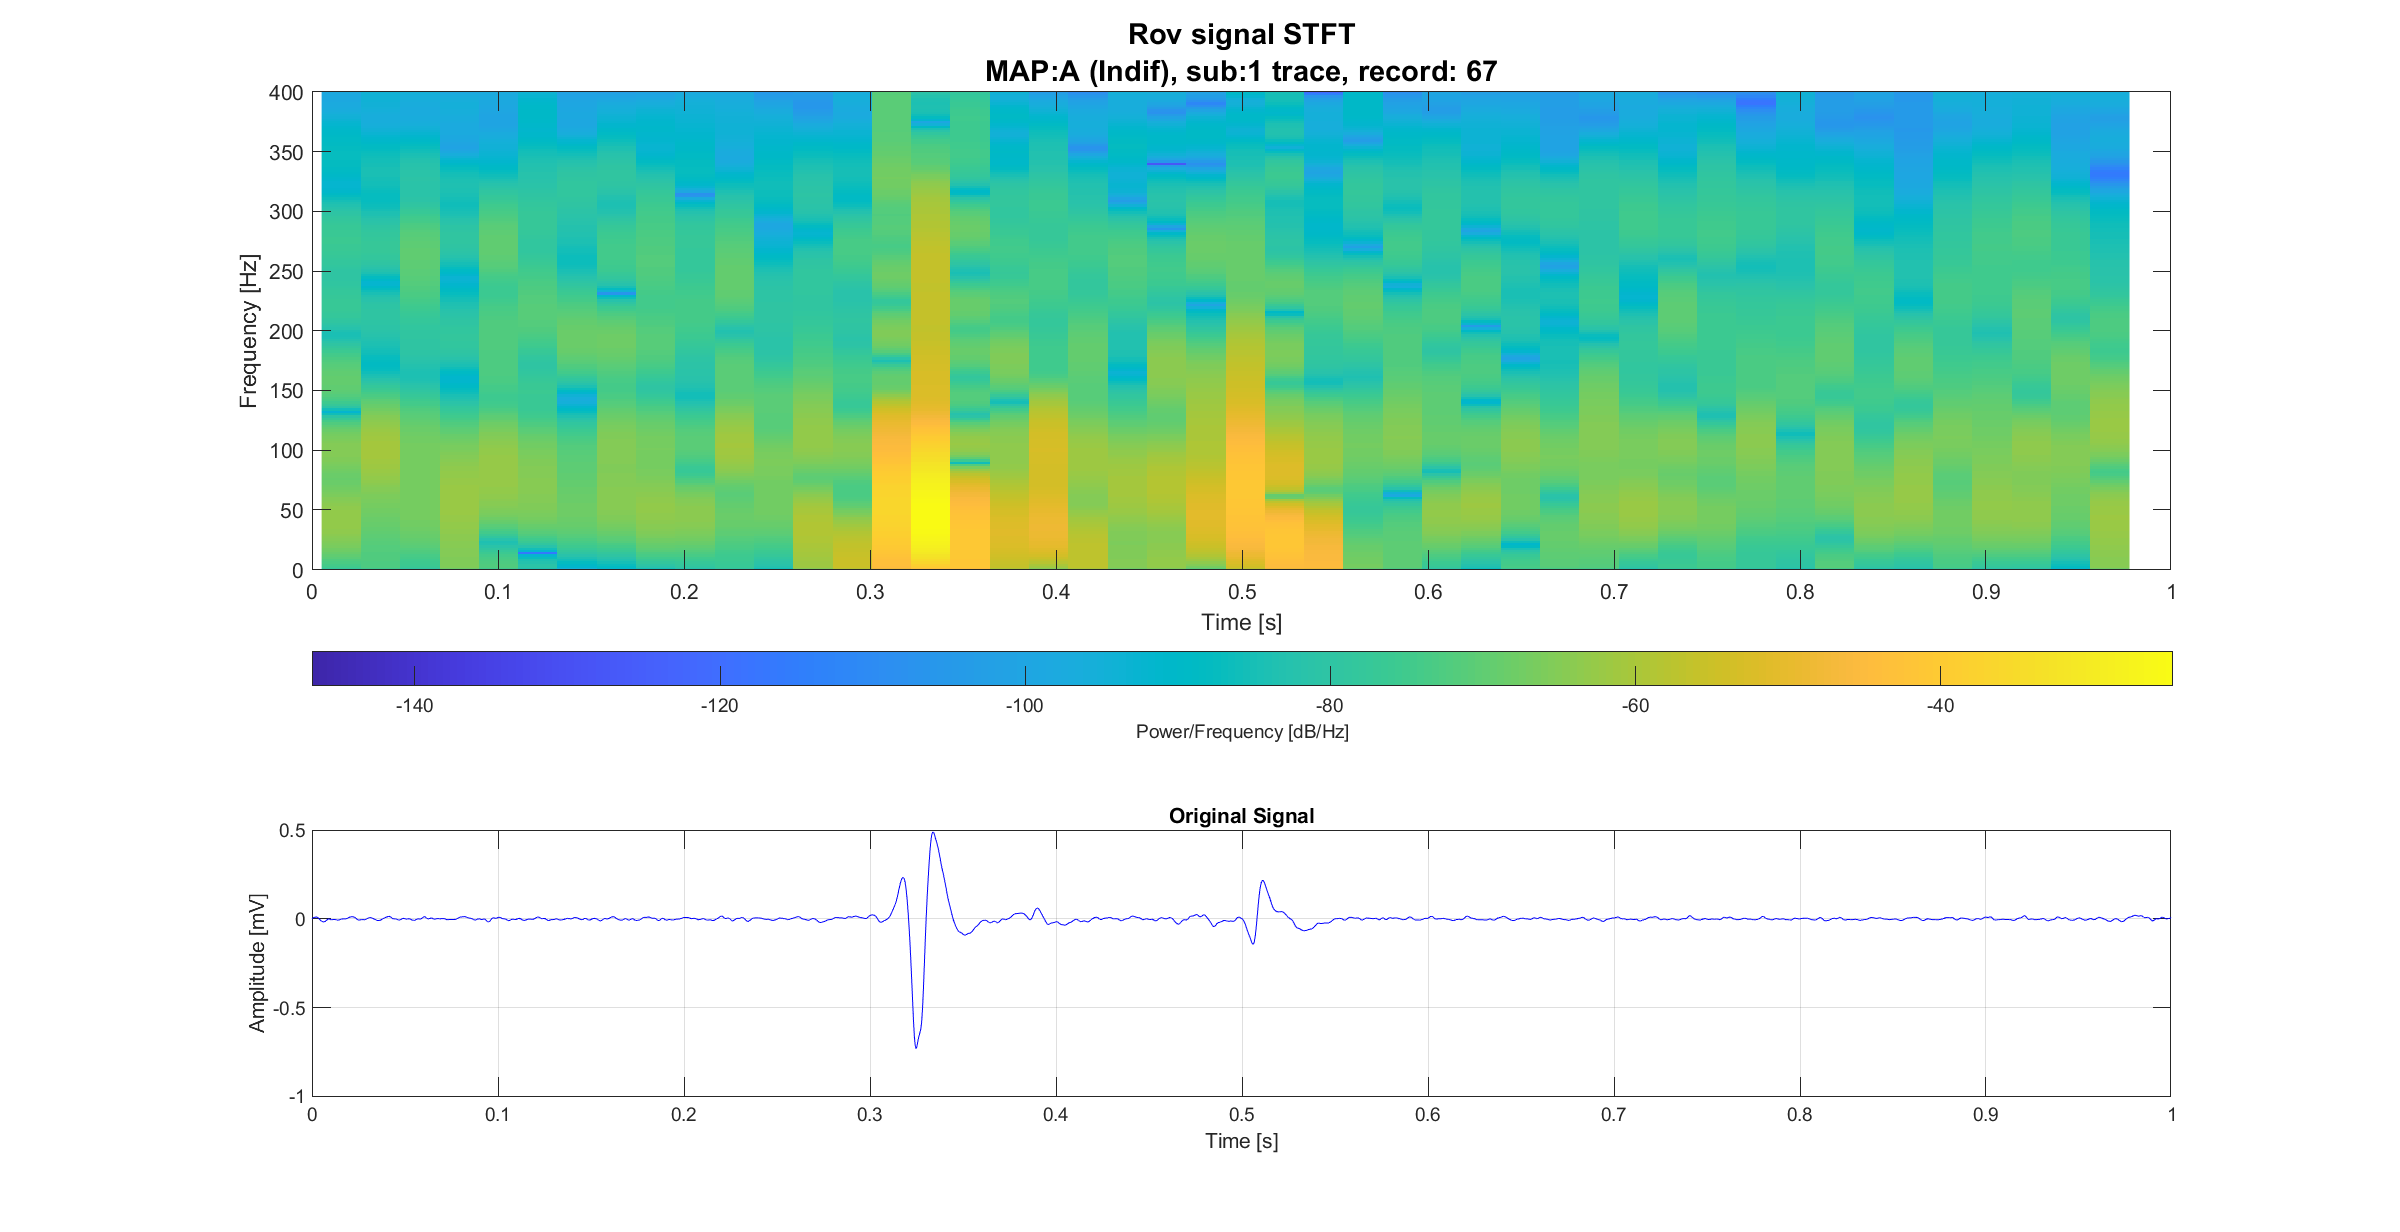 Rov signal STFT
MAP:A (Indif), sub:1 trace, record: 67
400
350
300
250
200
150
100
50
0
Frequency [Hz]
0 0.1 0.2 0.3 0.4 0.5 0.6 0.7 0.8 0.9 1
Time [s]
-140 -120 -100 -80 -60 -40
Power/Frequency [dB/Hz]
Original Signal
0.5
0
-0.5
-1
Amplitude [mV]
0 0.1 0.2 0.3 0.4 0.5 0.6 0.7 0.8 0.9 1
Time [s]